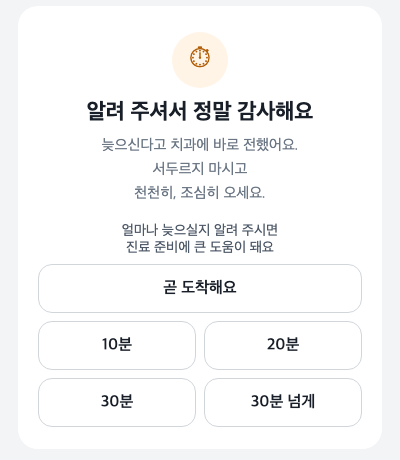 알려 주셔서 정말 감사해요
늦으신다고 치과에 바로 전했어요.
서두르지 마시고
천천히, 조심히 오세요.
얼마나 늦으실지 알려 주시면
진료 준비에 큰 도움이 돼요
곧 도착해요
10분
20분
30분
30분 넘게